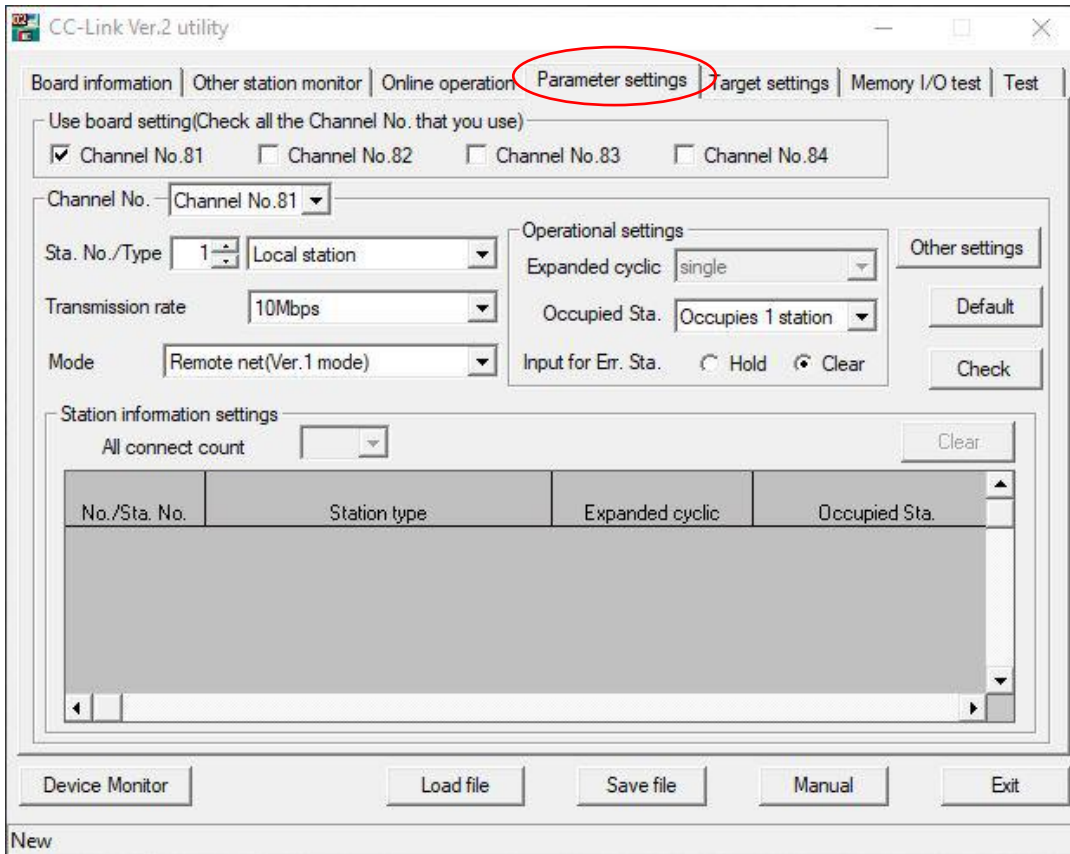 CC-Link Ver.2 utility
Board information Other station monitor Online operation Parameter settings Target settings Memory I/O test Test
Use board setting(Check all the Channel No. that you use)
Channel No.81 Channel No.82 Channel No.83 Channel No.84
Channel No. Channel No.81
Sta. No./Type 1 Local station
Transmission rate 10Mbps
Mode Remote net(Ver.1 mode)
Operational settings
Expanded cyclic single
Occupied Sta. Occupies 1 station
Input for Err. Sta. Hold Clear
Other settings
Default
Check
Station information settings
All connect count
Clear
No./Sta. No. Station type Expanded cyclic Occupied Sta.
Device Monitor Load file Save file Manual Exit
New